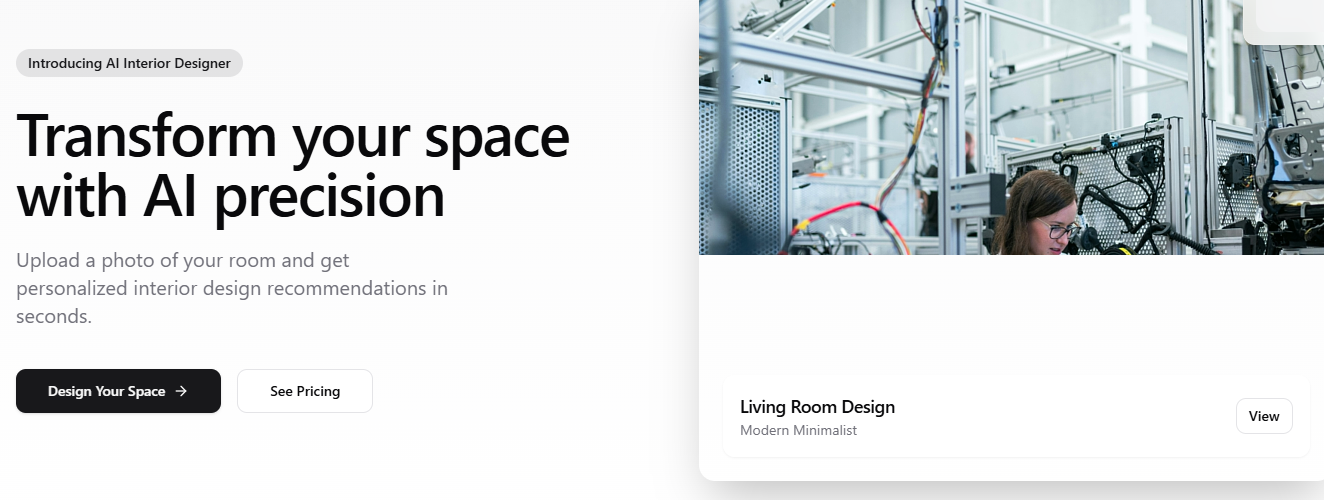 Introducing AI Interior Designer
Transform your space
with AI precision
Upload a photo of your room and get
personalized interior design recommendations in
seconds.
Design Your Space →
See Pricing
Living Room Design
Modern Minimalist
View